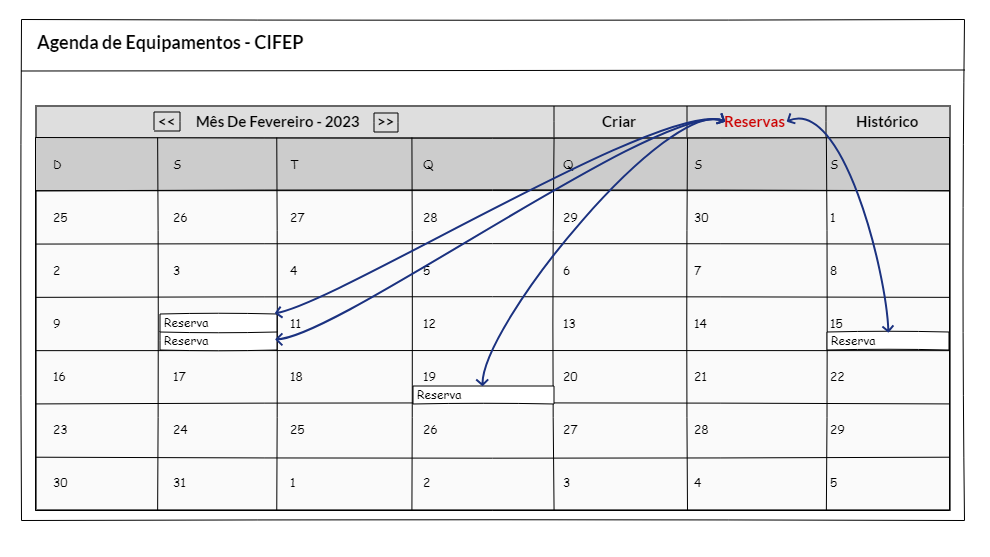 Agenda de Equipamentos - CIFEP
<< Mês De Fevereiro - 2023 >> Criar Reservas Histórico
D S T Q Q S S
25 26 27 28 29 30 1
2 3 4 5 6 7 8
9 11 12 13 14 15
Reserva
Reserva Reserva
16 17 18 19 20 21 22
Reserva
23 24 25 26 27 28 29
30 31 1 2 3 4 5